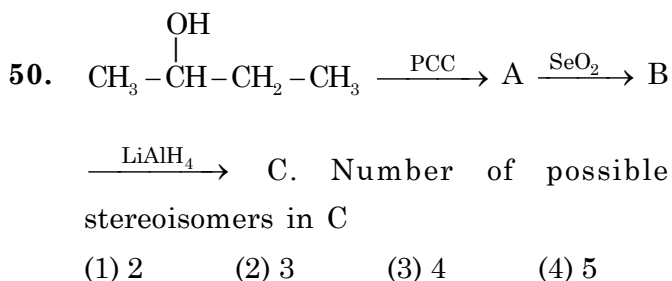 OH
50. CH₃–CH–CH₂–CH₃ —PCC→ A —SeO₂→ B
—LiAlH₄→ C. Number of possible
stereoisomers in C
(1) 2 (2) 3 (3) 4 (4) 5